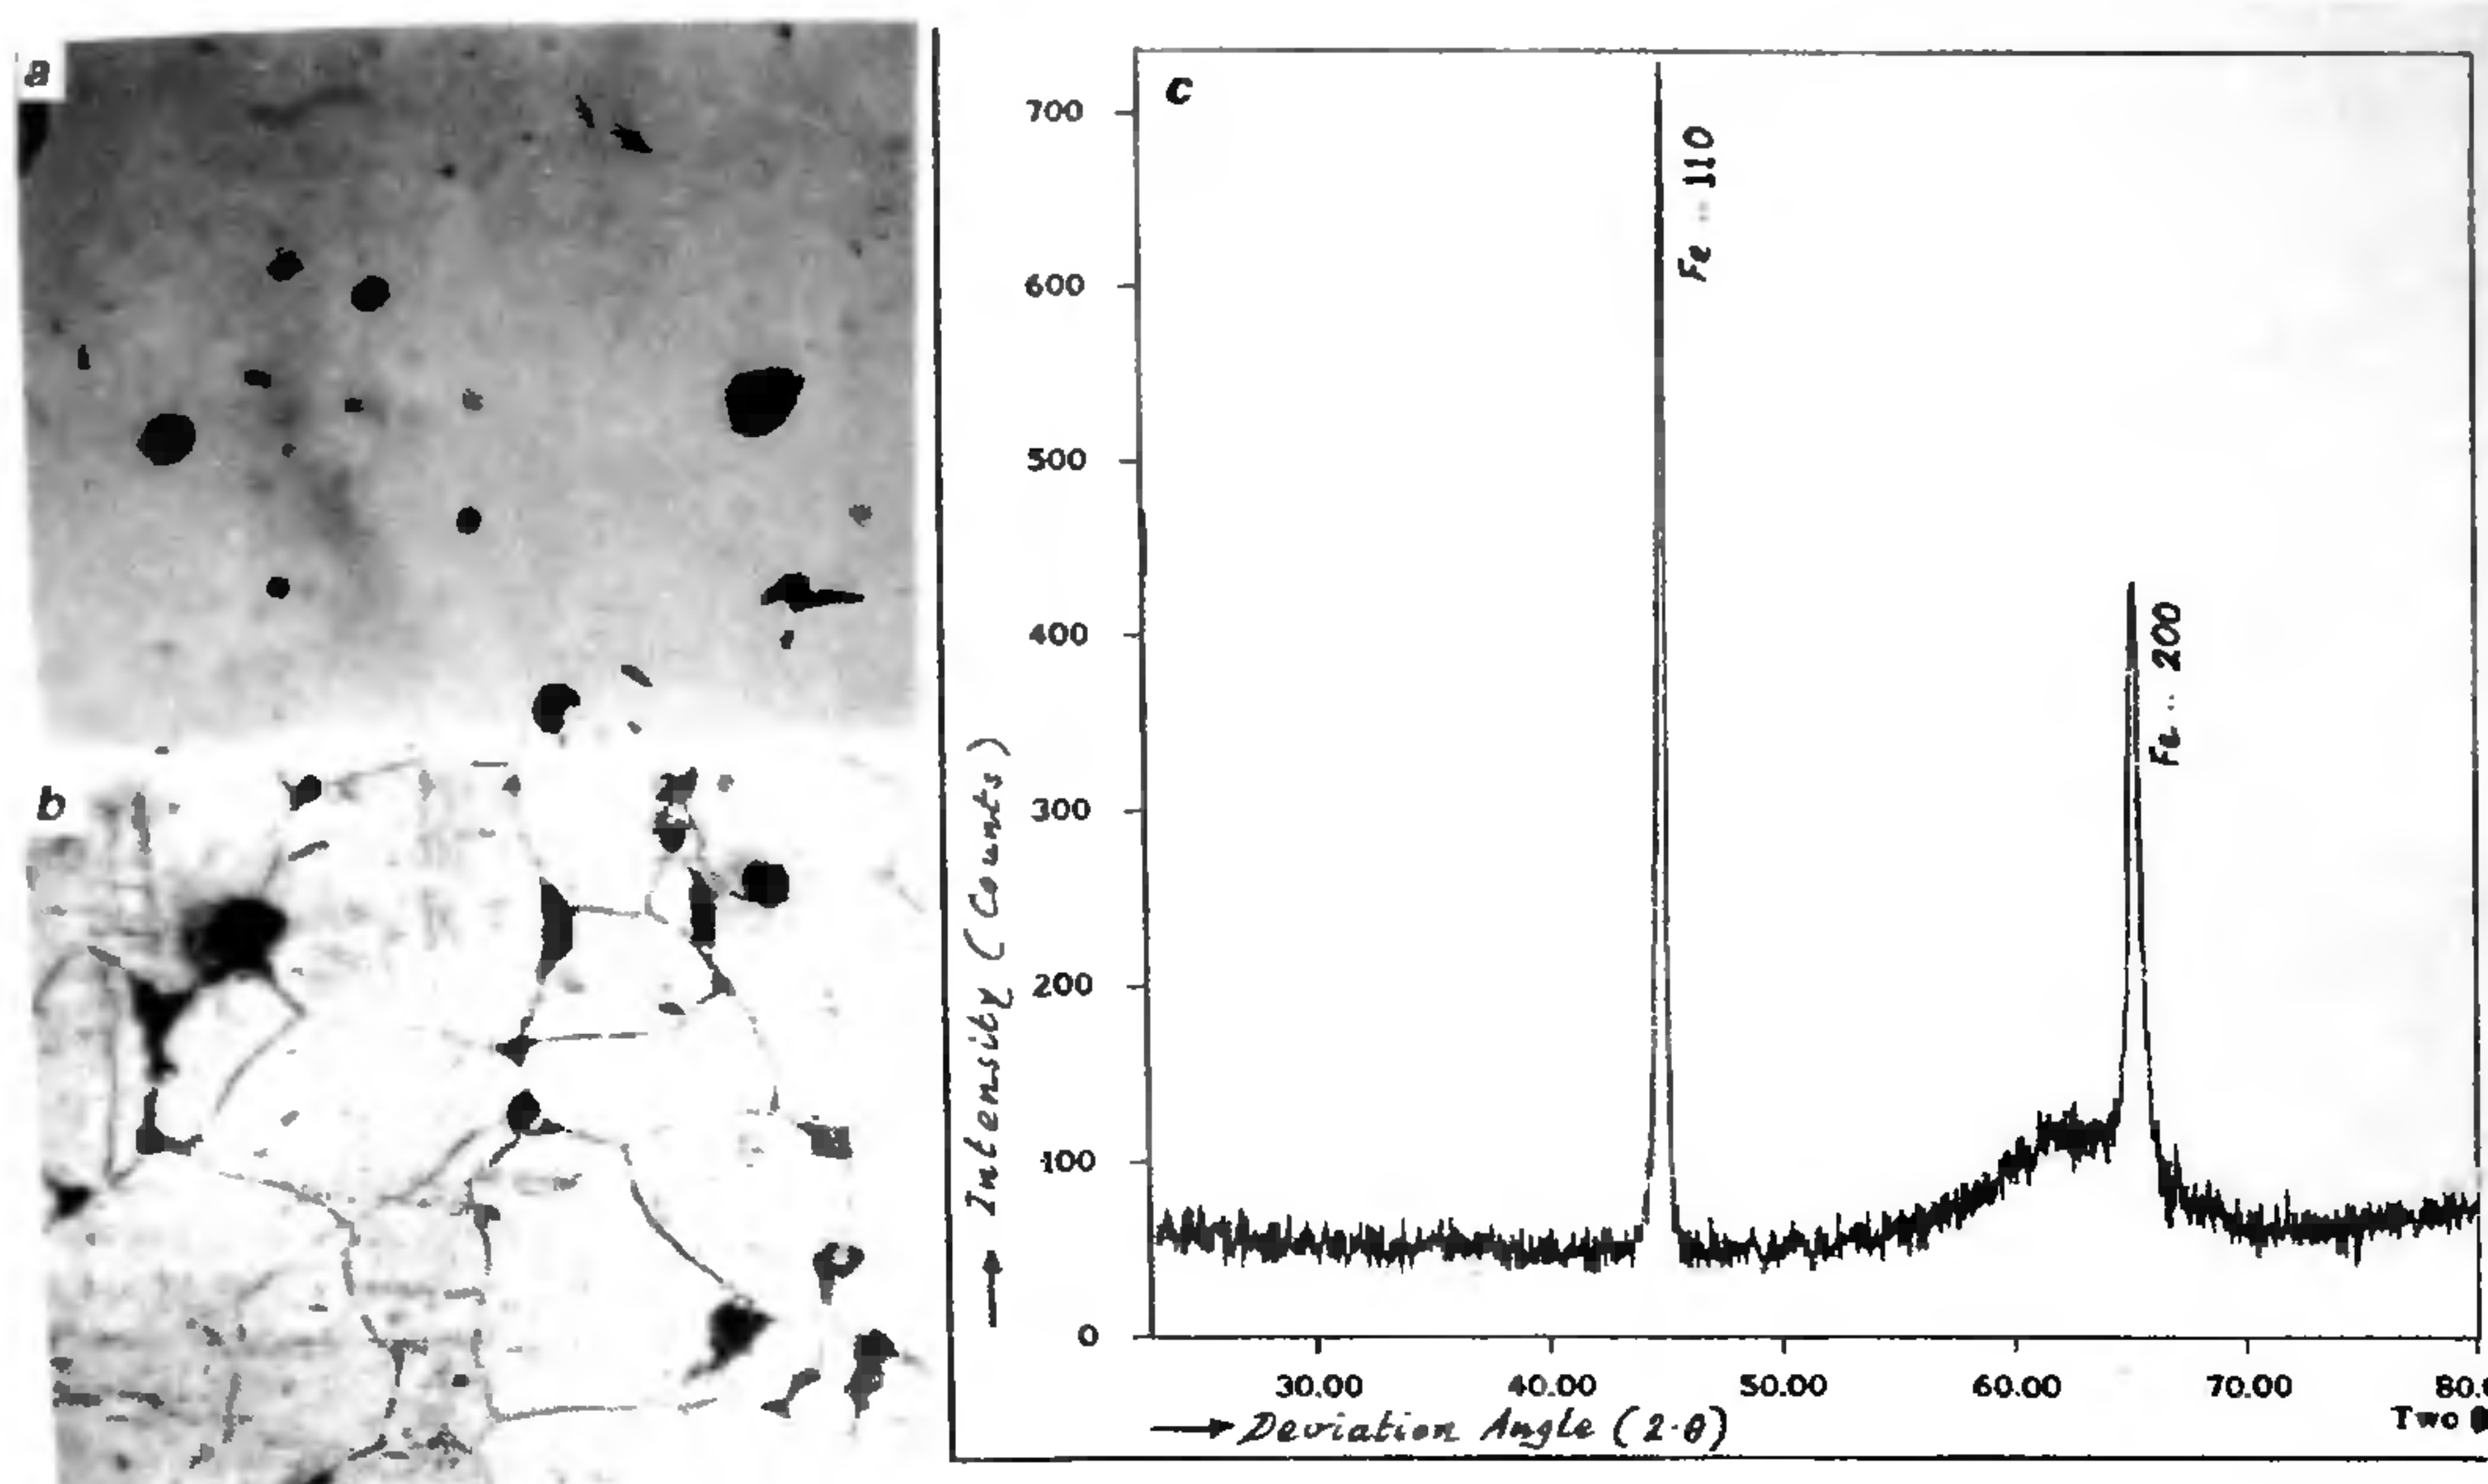 a
b
c
700
600
500
400
300
200
100
0
Intensity (Counts)
Fe .. 110
Fe .. 200
30.00 40.00 50.00 60.00 70.00
Deviation Angle (2·θ)
Two